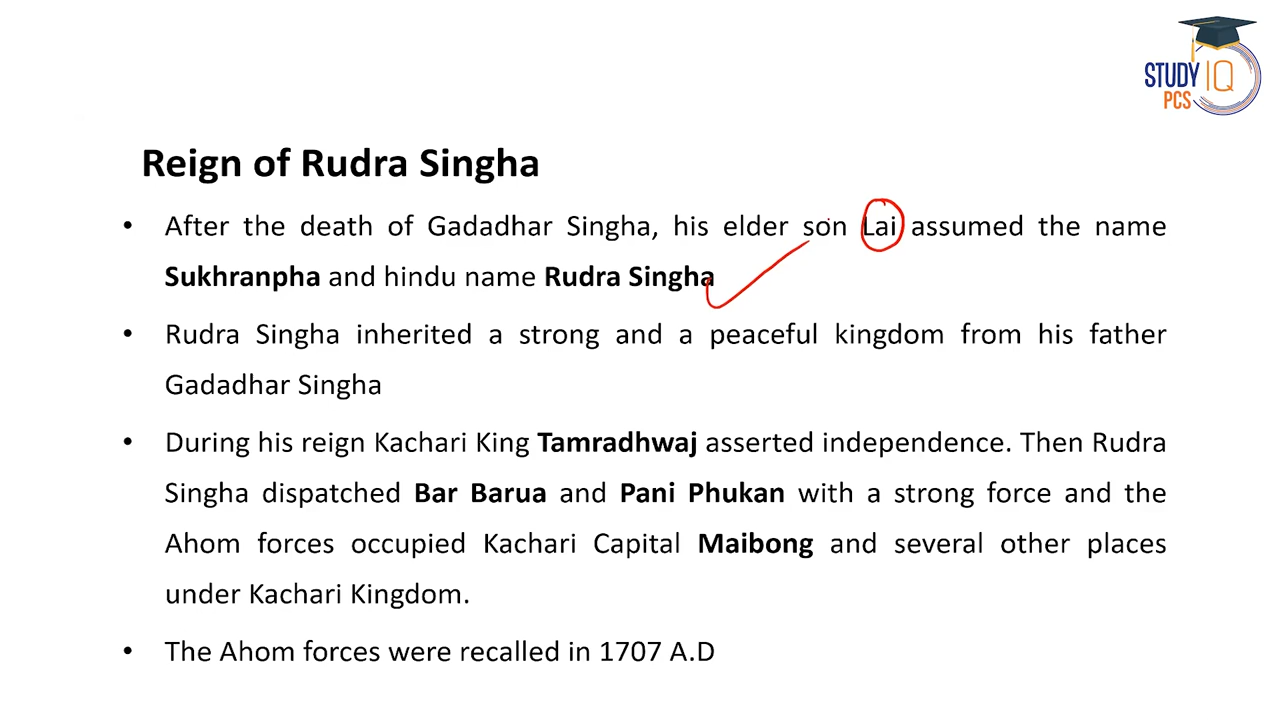 STUDY IQ
PCS
Reign of Rudra Singha
• After the death of Gadadhar Singha, his elder son Lai assumed the name
Sukhranpha and hindu name Rudra Singha
• Rudra Singha inherited a strong and a peaceful kingdom from his father
Gadadhar Singha
• During his reign Kachari King Tamradhwaj asserted independence. Then Rudra
Singha dispatched Bar Barua and Pani Phukan with a strong force and the
Ahom forces occupied Kachari Capital Maibong and several other places
under Kachari Kingdom.
• The Ahom forces were recalled in 1707 A.D